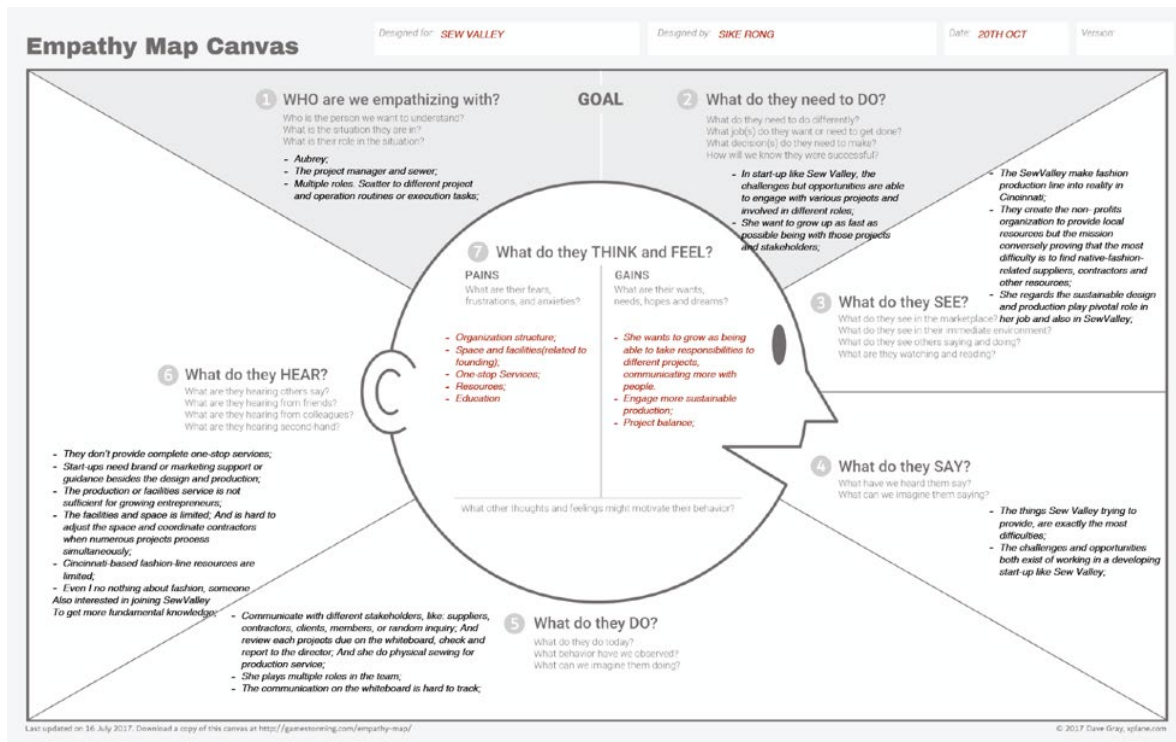 Empathy Map Canvas
Designed for: SEW VALLEY
Designed by: SIKE RONG
Date: 20TH OCT
Version:
1 WHO are we empathizing with?
Who is the person we want to understand?
What is the situation they are in?
What is their role in the situation?
- Aubrey;
- The project manager and sewer;
- Multiple roles. Scatter to different project
and operation routines or execution tasks;
GOAL
2 What do they need to DO?
What do they need to do differently?
What job(s) do they want or need to get done?
What decision(s) do they need to make?
How will we know they were successful?
- In start-up like Sew Valley, the
challenges but opportunities are able
to engage with various projects and
involved in different roles;
- She want to grow up as fast as
possible being with those projects
and stakeholders;
- The SewValley make fashion
production line into reality in
Cincinnati;
- They create the non- profits
organization to provide local
resources but the mission
conversely proving that the most
difficulty is to find native-fashion-
related suppliers, contractors and
other resources;
- She regards the sustainable design
and production play pivotal role in
her job and also in SewValley;
3 What do they SEE?
What do they see in the marketplace?
What do they see in their immediate environment?
What do they see others saying and doing?
What are they watching and reading?
4 What do they SAY?
What have we heard them say?
What can we imagine them saying?
- The things Sew Valley trying to
provide, are exactly the most
difficulties;
- The challenges and opportunities
both exist of working in a developing
start-up like Sew Valley;
5 What do they DO?
What do they do today?
What behavior have we observed?
What can we imagine them doing?
- Communicate with different stakeholders, like: suppliers,
contractors, clients, members, or random inquiry; And
review each projects due on the whiteboard, check and
report to the director; And she do physical sewing for
production service;
- She plays multiple roles in the team;
- The communication on the whiteboard is hard to track;
6 What do they HEAR?
What are they hearing others say?
What are they hearing from friends?
What are they hearing from colleagues?
What are they hearing second-hand?
- They don't provide complete one-stop services;
- Start-ups need brand or marketing support or
guidance besides the design and production;
- The production or facilities service is not
sufficient for growing entrepreneurs;
- The facilities and space is limited; And is hard to
adjust the space and coordinate contractors
when numerous projects process
simultaneously;
- Cincinnati-based fashion-line resources are
limited;
- Even I no nothing about fashion, someone
Also interested in joining SewValley
To get more fundamental knowledge;
7 What do they THINK and FEEL?
PAINS
What are their fears,
frustrations, and anxieties?
- Organization structure;
- Space and facilities(related to
founding);
- One-stop Services;
- Resources;
- Education
GAINS
What are their wants,
needs, hopes and dreams?
- She wants to grow as being
able to take responsibilities to
different projects,
communicating more with
people.
- Engage more sustainable
production;
- Project balance;
What other thoughts and feelings might motivate their behavior?
Last updated on 16 July 2017. Download a copy of this canvas at http://gamestorming.com/empathy-map/
© 2017 Dave Gray, xplane.com